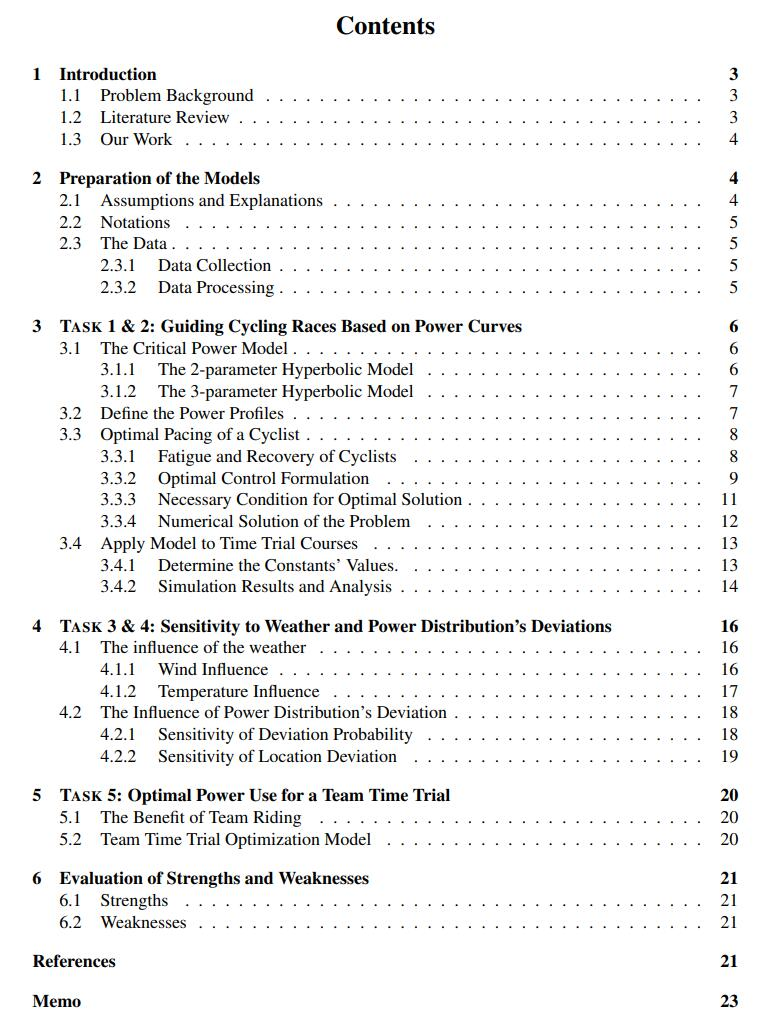 Contents
1 Introduction 3
1.1 Problem Background . . . . . . . . . . . . . . . . . . . . . . . . . . . . . . . . . 3
1.2 Literature Review . . . . . . . . . . . . . . . . . . . . . . . . . . . . . . . . . . . 3
1.3 Our Work . . . . . . . . . . . . . . . . . . . . . . . . . . . . . . . . . . . . . . . 4
2 Preparation of the Models 4
2.1 Assumptions and Explanations . . . . . . . . . . . . . . . . . . . . . . . . . . . . 4
2.2 Notations . . . . . . . . . . . . . . . . . . . . . . . . . . . . . . . . . . . . . . . 5
2.3 The Data . . . . . . . . . . . . . . . . . . . . . . . . . . . . . . . . . . . . . . . . 5
2.3.1 Data Collection . . . . . . . . . . . . . . . . . . . . . . . . . . . . . . . . 5
2.3.2 Data Processing . . . . . . . . . . . . . . . . . . . . . . . . . . . . . . . . 5
3 TASK 1 & 2: Guiding Cycling Races Based on Power Curves 6
3.1 The Critical Power Model . . . . . . . . . . . . . . . . . . . . . . . . . . . . . . . 6
3.1.1 The 2-parameter Hyperbolic Model . . . . . . . . . . . . . . . . . . . . . 6
3.1.2 The 3-parameter Hyperbolic Model . . . . . . . . . . . . . . . . . . . . . 7
3.2 Define the Power Profiles . . . . . . . . . . . . . . . . . . . . . . . . . . . . . . . 7
3.3 Optimal Pacing of a Cyclist . . . . . . . . . . . . . . . . . . . . . . . . . . . . . . 8
3.3.1 Fatigue and Recovery of Cyclists . . . . . . . . . . . . . . . . . . . . . . 8
3.3.2 Optimal Control Formulation . . . . . . . . . . . . . . . . . . . . . . . . 9
3.3.3 Necessary Condition for Optimal Solution . . . . . . . . . . . . . . . . . . 11
3.3.4 Numerical Solution of the Problem . . . . . . . . . . . . . . . . . . . . . 12
3.4 Apply Model to Time Trial Courses . . . . . . . . . . . . . . . . . . . . . . . . . 13
3.4.1 Determine the Constants' Values. . . . . . . . . . . . . . . . . . . . . . . 13
3.4.2 Simulation Results and Analysis . . . . . . . . . . . . . . . . . . . . . . . 14
4 TASK 3 & 4: Sensitivity to Weather and Power Distribution's Deviations 16
4.1 The influence of the weather . . . . . . . . . . . . . . . . . . . . . . . . . . . . . 16
4.1.1 Wind Influence . . . . . . . . . . . . . . . . . . . . . . . . . . . . . . . . 16
4.1.2 Temperature Influence . . . . . . . . . . . . . . . . . . . . . . . . . . . . 17
4.2 The Influence of Power Distribution's Deviation . . . . . . . . . . . . . . . . . . . 18
4.2.1 Sensitivity of Deviation Probability . . . . . . . . . . . . . . . . . . . . . 18
4.2.2 Sensitivity of Location Deviation . . . . . . . . . . . . . . . . . . . . . . 19
5 TASK 5: Optimal Power Use for a Team Time Trial 20
5.1 The Benefit of Team Riding . . . . . . . . . . . . . . . . . . . . . . . . . . . . . 20
5.2 Team Time Trial Optimization Model . . . . . . . . . . . . . . . . . . . . . . . . 20
6 Evaluation of Strengths and Weaknesses 21
6.1 Strengths . . . . . . . . . . . . . . . . . . . . . . . . . . . . . . . . . . . . . . . 21
6.2 Weaknesses . . . . . . . . . . . . . . . . . . . . . . . . . . . . . . . . . . . . . . 21
References 21
Memo 23